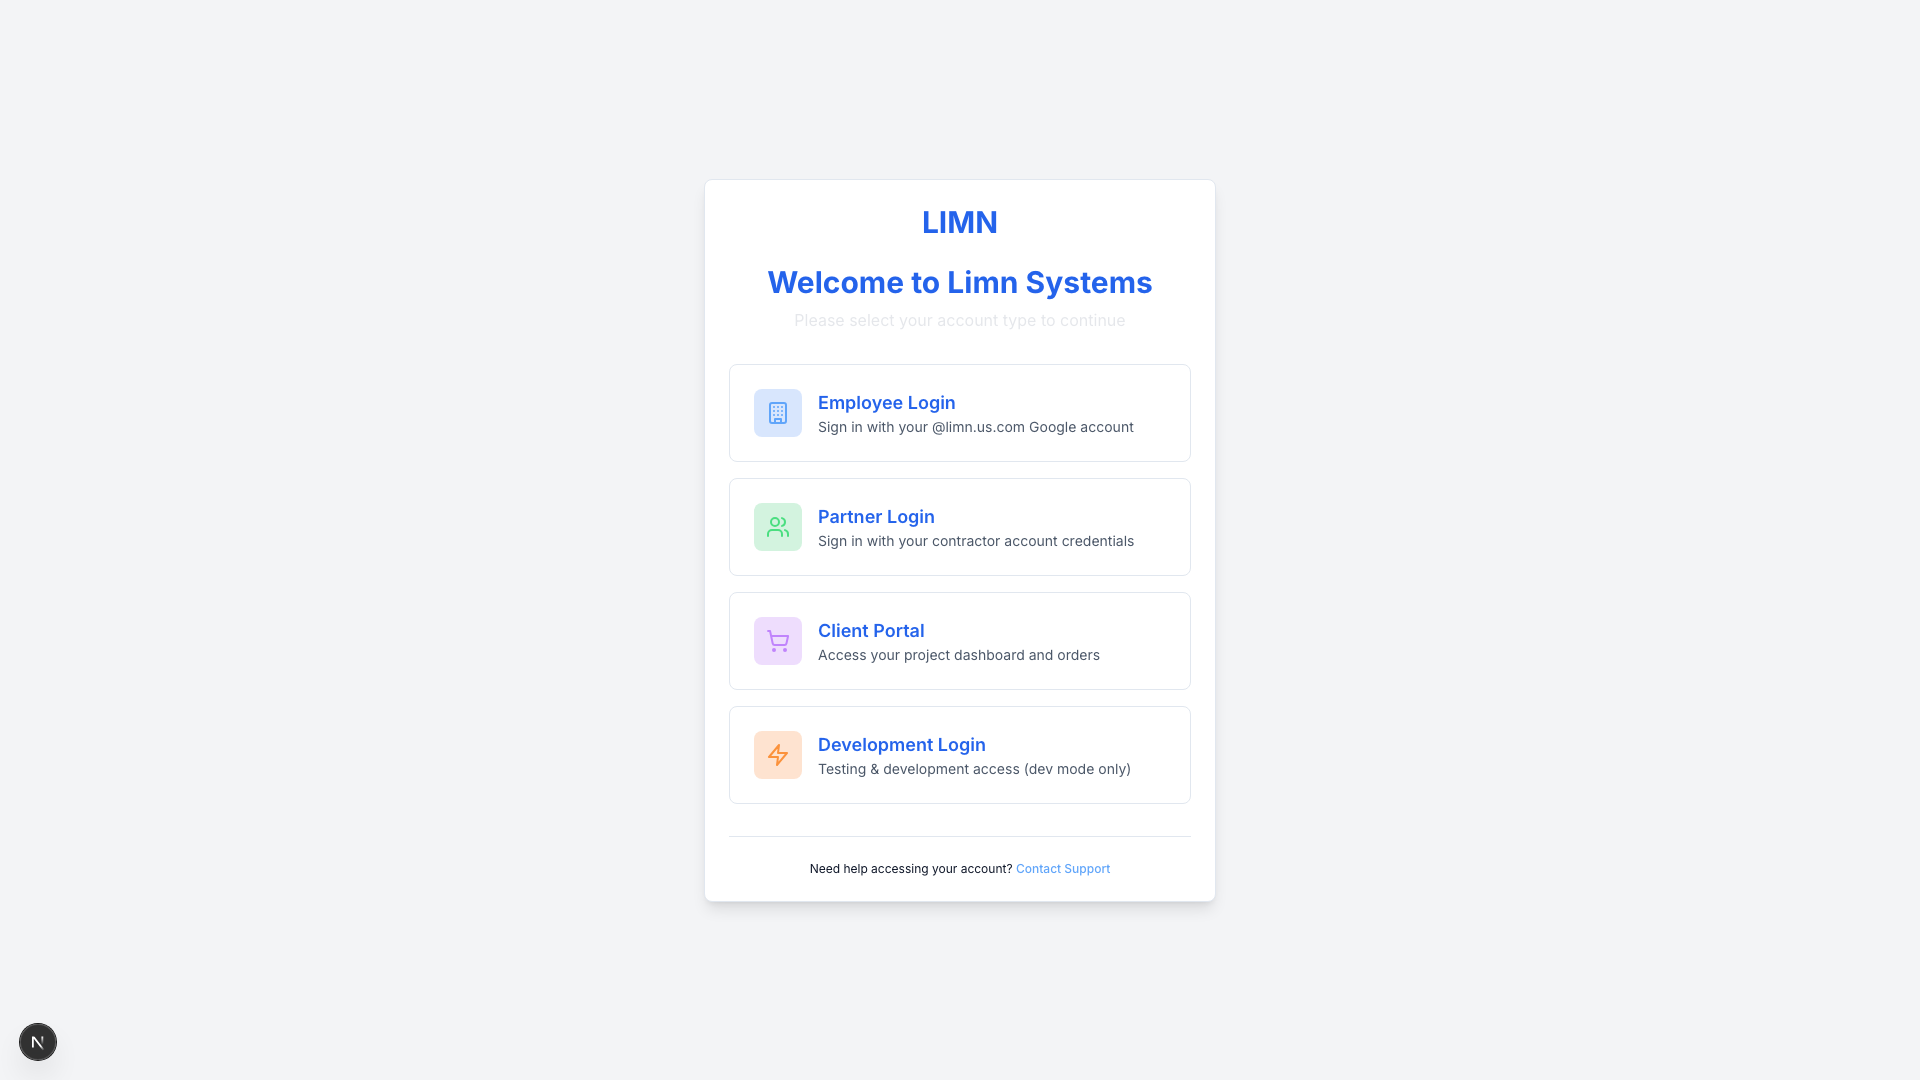 LIMN
Welcome to Limn Systems
Please select your account type to continue
Employee Login
Sign in with your @limn.us.com Google account
Partner Login
Sign in with your contractor account credentials
Client Portal
Access your project dashboard and orders
Development Login
Testing & development access (dev mode only)
Need help accessing your account? Contact Support
N